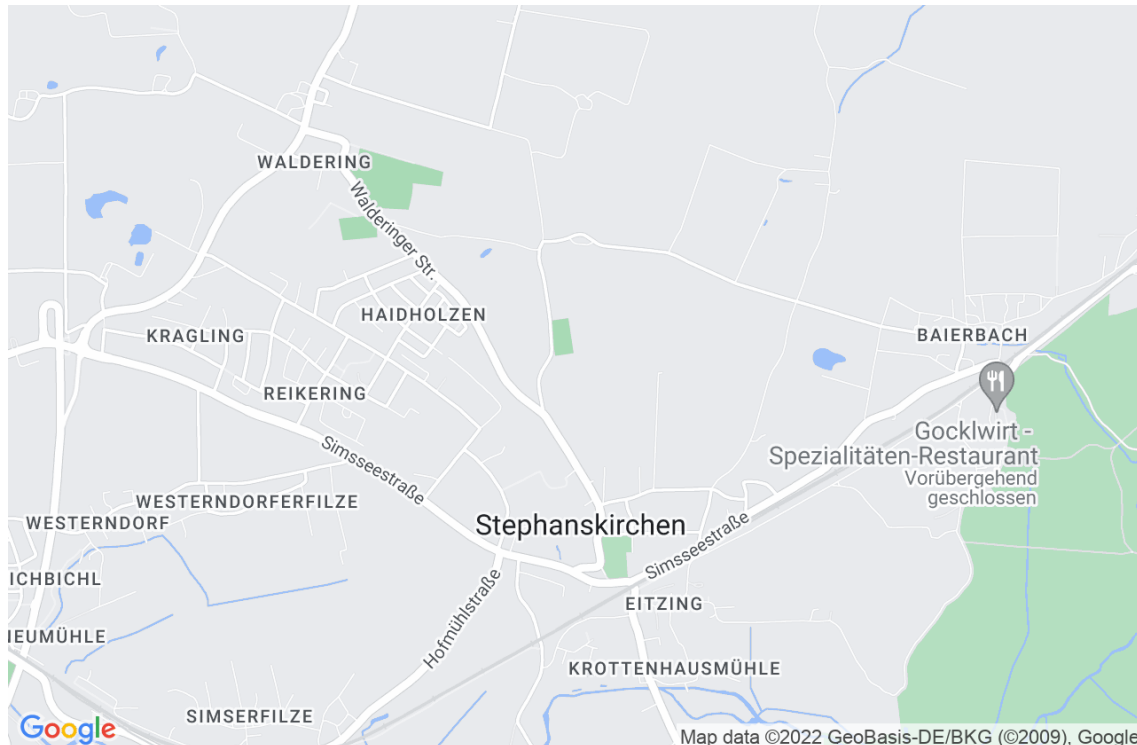 WALDERING
Walderinger Str.
HAIDHOLZEN
KRAGLING
BAIERBACH
REIKERING
Gocklwirt -
Spezialitäten-Restaurant
Vorübergehend
geschlossen
Simsseestraße
WESTERNDORFERFILZE
WESTERNDORF
Stephanskirchen
Simsseestraße
ICHBICHL
EITZING
Hofmühlstraße
NEUMÜHLE
KROTTENHAUSMÜHLE
SIMSERFILZE
Google
Map data ©2022 GeoBasis-DE/BKG (©2009), Google